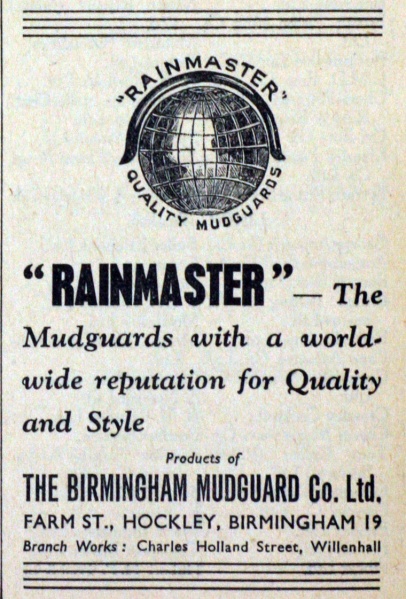 "RAINMASTER"
QUALITY MUDGUARDS
"RAINMASTER"— The
Mudguards with a world-
wide reputation for Quality
and Style
Products of
THE BIRMINGHAM MUDGUARD Co. Ltd.
FARM ST., HOCKLEY, BIRMINGHAM 19
Branch Works: Charles Holland Street, Willenhall